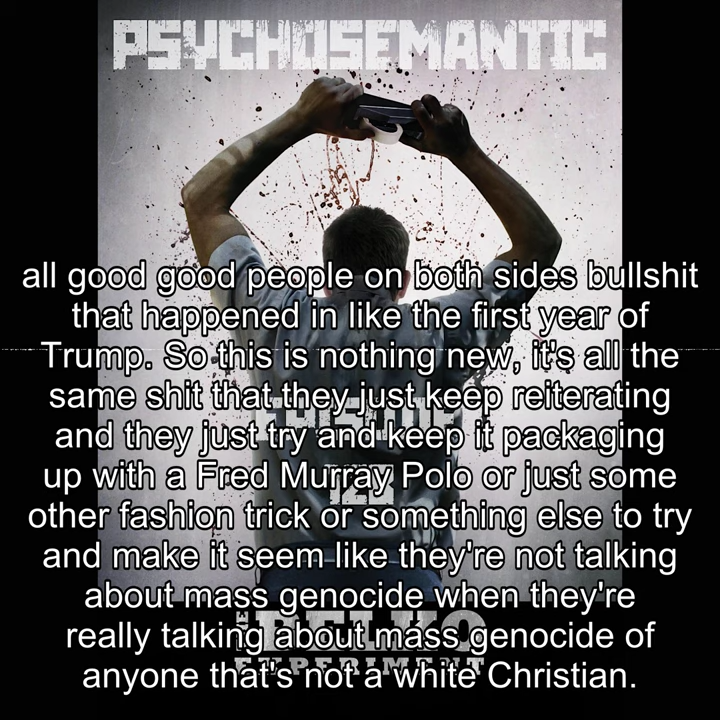 PSYCHOSEMANTIC
all good good people on both sides bullshit
that happened in like the first year of
Trump. So this is nothing new, it's all the
same shit that they just keep reiterating
and they just try and keep it packaging
EPISODE
up with a Fred Murray Polo or just some
other fashion trick or something else to try
and make it seem like they're not talking
about mass genocide when they're
THE BELKO
really talking about mass genocide of
EXPERIMENT
anyone that's not a white Christian.